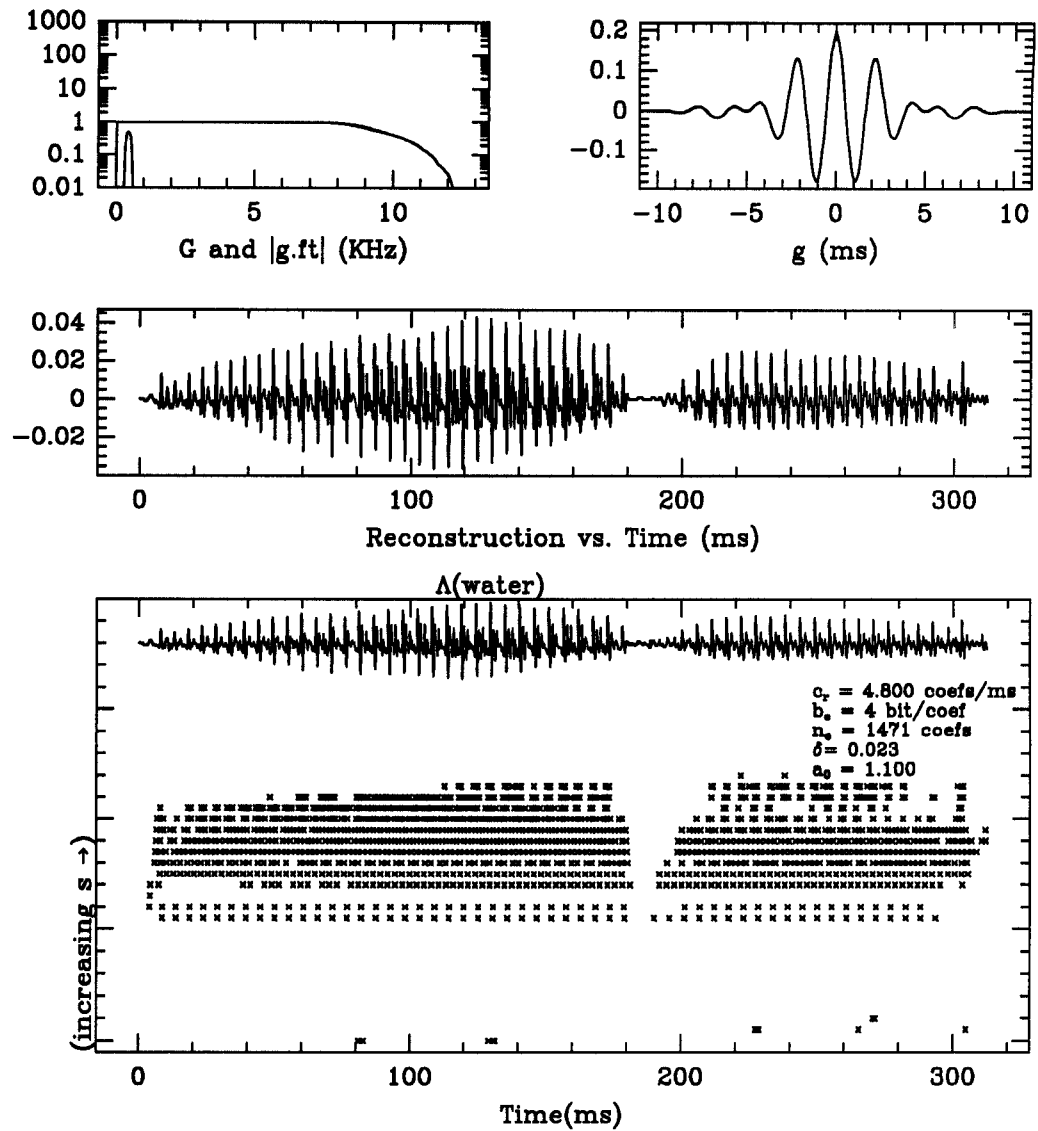 1000
100
10
1
0.1
0.01
0 5 10
G and |g.ft| (KHz)
0.2
0.1
0
−0.1
−10 −5 0 5 10
g (ms)
0.04
0.02
0
−0.02
0 100 200 300
Reconstruction vs. Time (ms)
Λ(water)
c_r = 4.800 coefs/ms
b_e = 4 bit/coef
n_e = 1471 coefs
δ= 0.023
a_0 = 1.100
(increasing s →)
0 100 200 300
Time(ms)